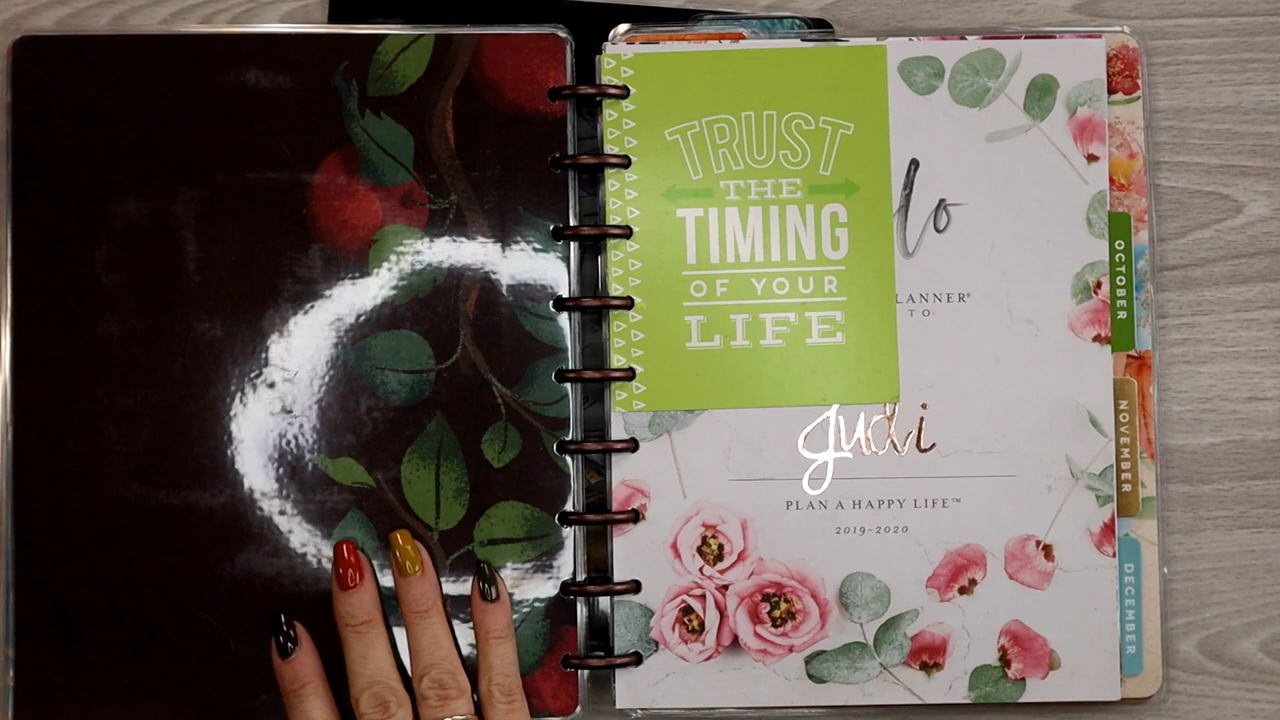 TRUST
THE
TIMING
OF YOUR
LIFE
lo
LANNER®
TO
Judi
PLAN A HAPPY LIFE™
2019-2020
OCTOBER
NOVEMBER
DECEMBER